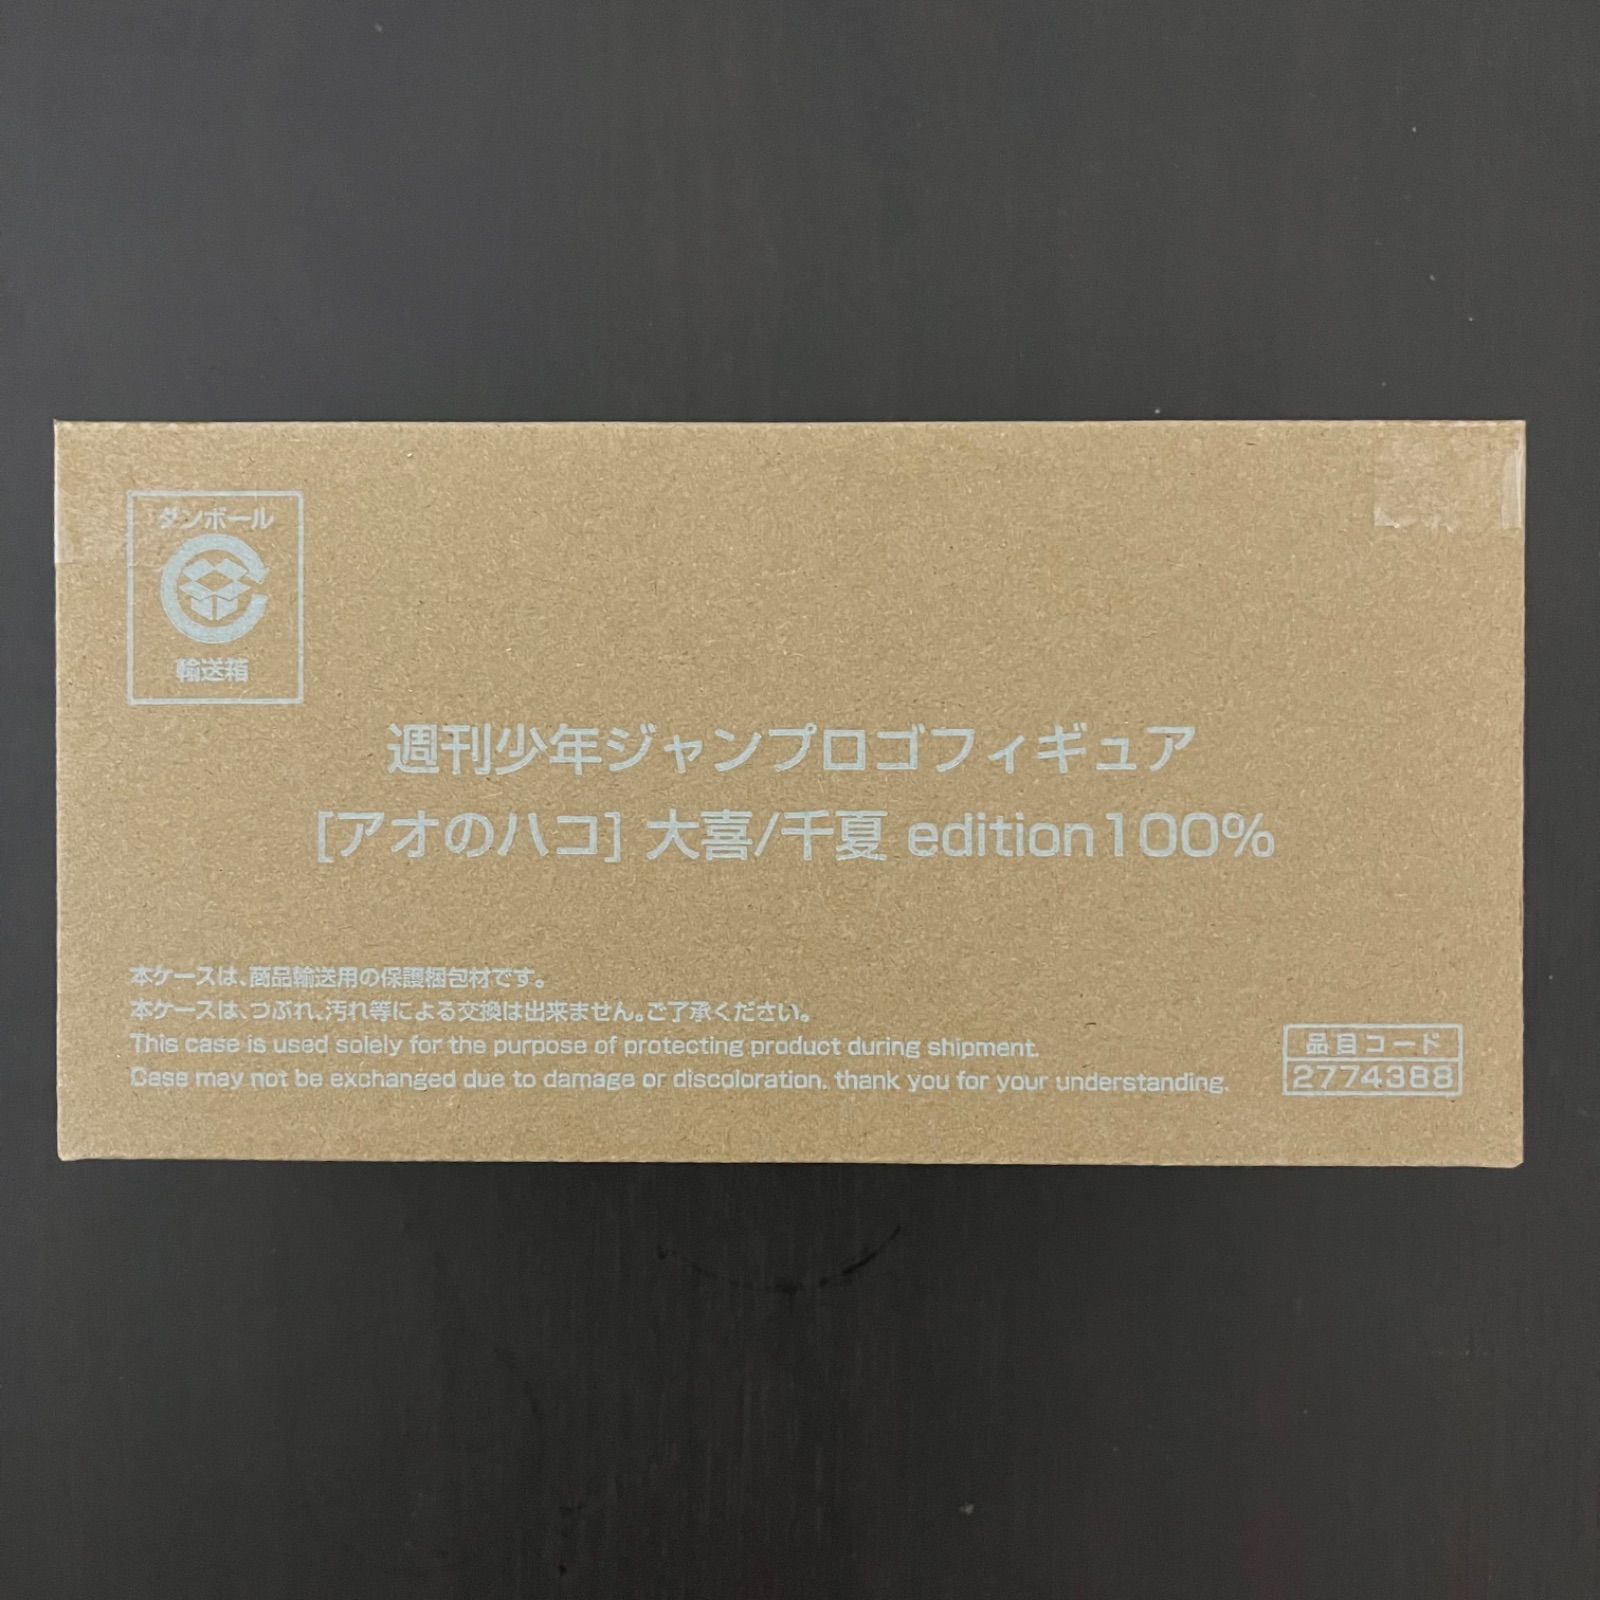 ダンボール
輸送箱
週刊少年ジャンプロゴフィギュア
[アオのハコ] 大喜/千夏 edition100%
本ケースは、商品輸送用の保護梱包材です。
本ケースは、つぶれ、汚れ等による交換は出来ません。ご了承ください。
This case is used solely for the purpose of protecting product during shipment.
Case may not be exchanged due to damage or discoloration. thank you for your understanding.
品目コード
2774388